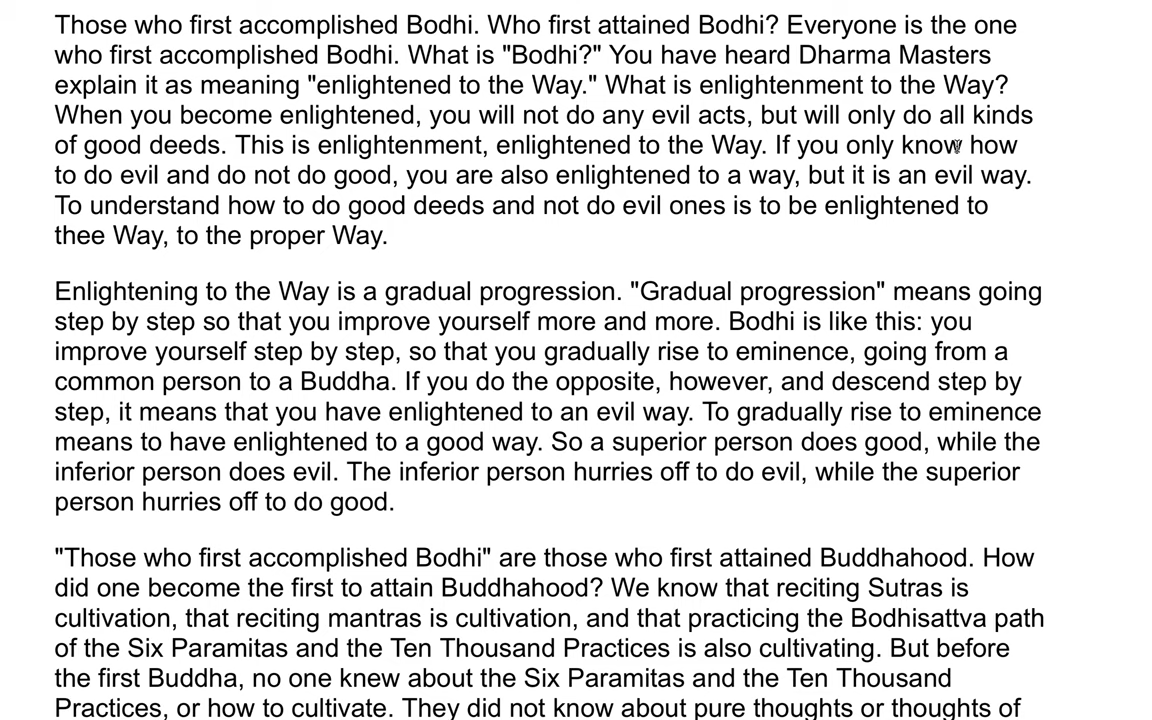 Those who first accomplished Bodhi. Who first attained Bodhi? Everyone is the one
who first accomplished Bodhi. What is "Bodhi?" You have heard Dharma Masters
explain it as meaning "enlightened to the Way." What is enlightenment to the Way?
When you become enlightened, you will not do any evil acts, but will only do all kinds
of good deeds. This is enlightenment, enlightened to the Way. If you only know how
to do evil and do not do good, you are also enlightened to a way, but it is an evil way.
To understand how to do good deeds and not do evil ones is to be enlightened to
thee Way, to the proper Way.
Enlightening to the Way is a gradual progression. "Gradual progression" means going
step by step so that you improve yourself more and more. Bodhi is like this: you
improve yourself step by step, so that you gradually rise to eminence, going from a
common person to a Buddha. If you do the opposite, however, and descend step by
step, it means that you have enlightened to an evil way. To gradually rise to eminence
means to have enlightened to a good way. So a superior person does good, while the
inferior person does evil. The inferior person hurries off to do evil, while the superior
person hurries off to do good.
"Those who first accomplished Bodhi" are those who first attained Buddhahood. How
did one become the first to attain Buddhahood? We know that reciting Sutras is
cultivation, that reciting mantras is cultivation, and that practicing the Bodhisattva path
of the Six Paramitas and the Ten Thousand Practices is also cultivating. But before
the first Buddha, no one knew about the Six Paramitas and the Ten Thousand
Practices, or how to cultivate. They did not know about pure thoughts or thoughts of